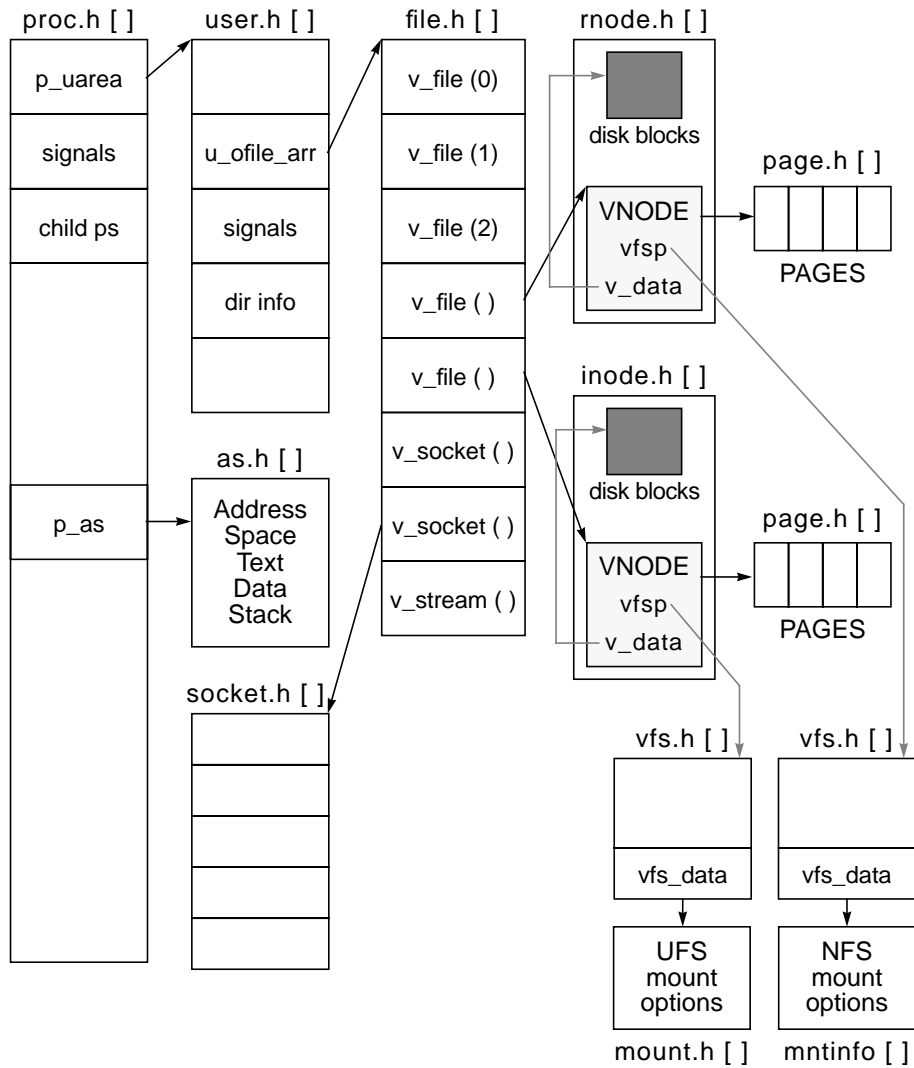 proc.h [ ]
p_uarea
signals
child ps
p_as
user.h [ ]
u_ofile_arr
signals
dir info
as.h [ ]
Address
Space
Text
Data
Stack
socket.h [ ]
file.h [ ]
v_file (0)
v_file (1)
v_file (2)
v_file ( )
v_file ( )
v_socket ( )
v_socket ( )
v_stream ( )
rnode.h [ ]
disk blocks
VNODE
vfsp
v_data
page.h [ ]
PAGES
inode.h [ ]
disk blocks
VNODE
vfsp
v_data
page.h [ ]
PAGES
vfs.h [ ]
vfs_data
UFS
mount
options
mount.h [ ]
vfs.h [ ]
vfs_data
NFS
mount
options
mntinfo [ ]